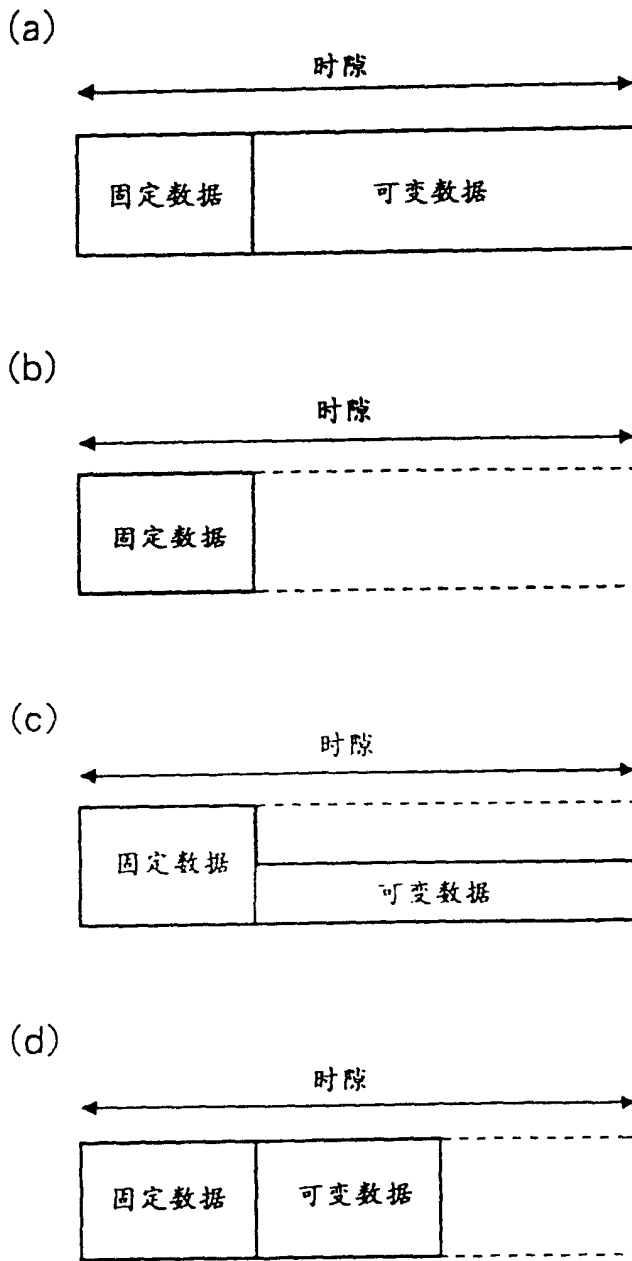 (a)
时隙
固定数据 可变数据
(b)
时隙
固定数据
(c)
时隙
固定数据
可变数据
(d)
时隙
固定数据 可变数据